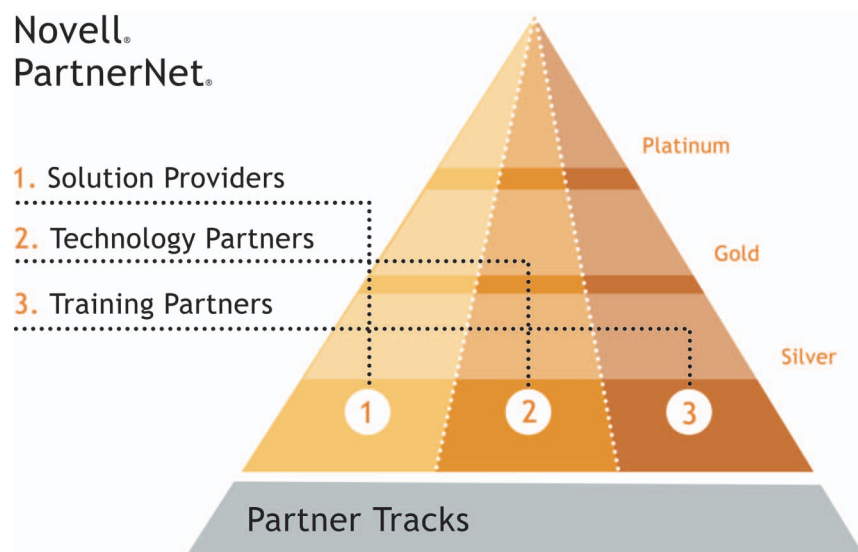 Novell®
PartnerNet®
1. Solution Providers
2. Technology Partners
3. Training Partners
Platinum
Gold
Silver
1
2
3
Partner Tracks